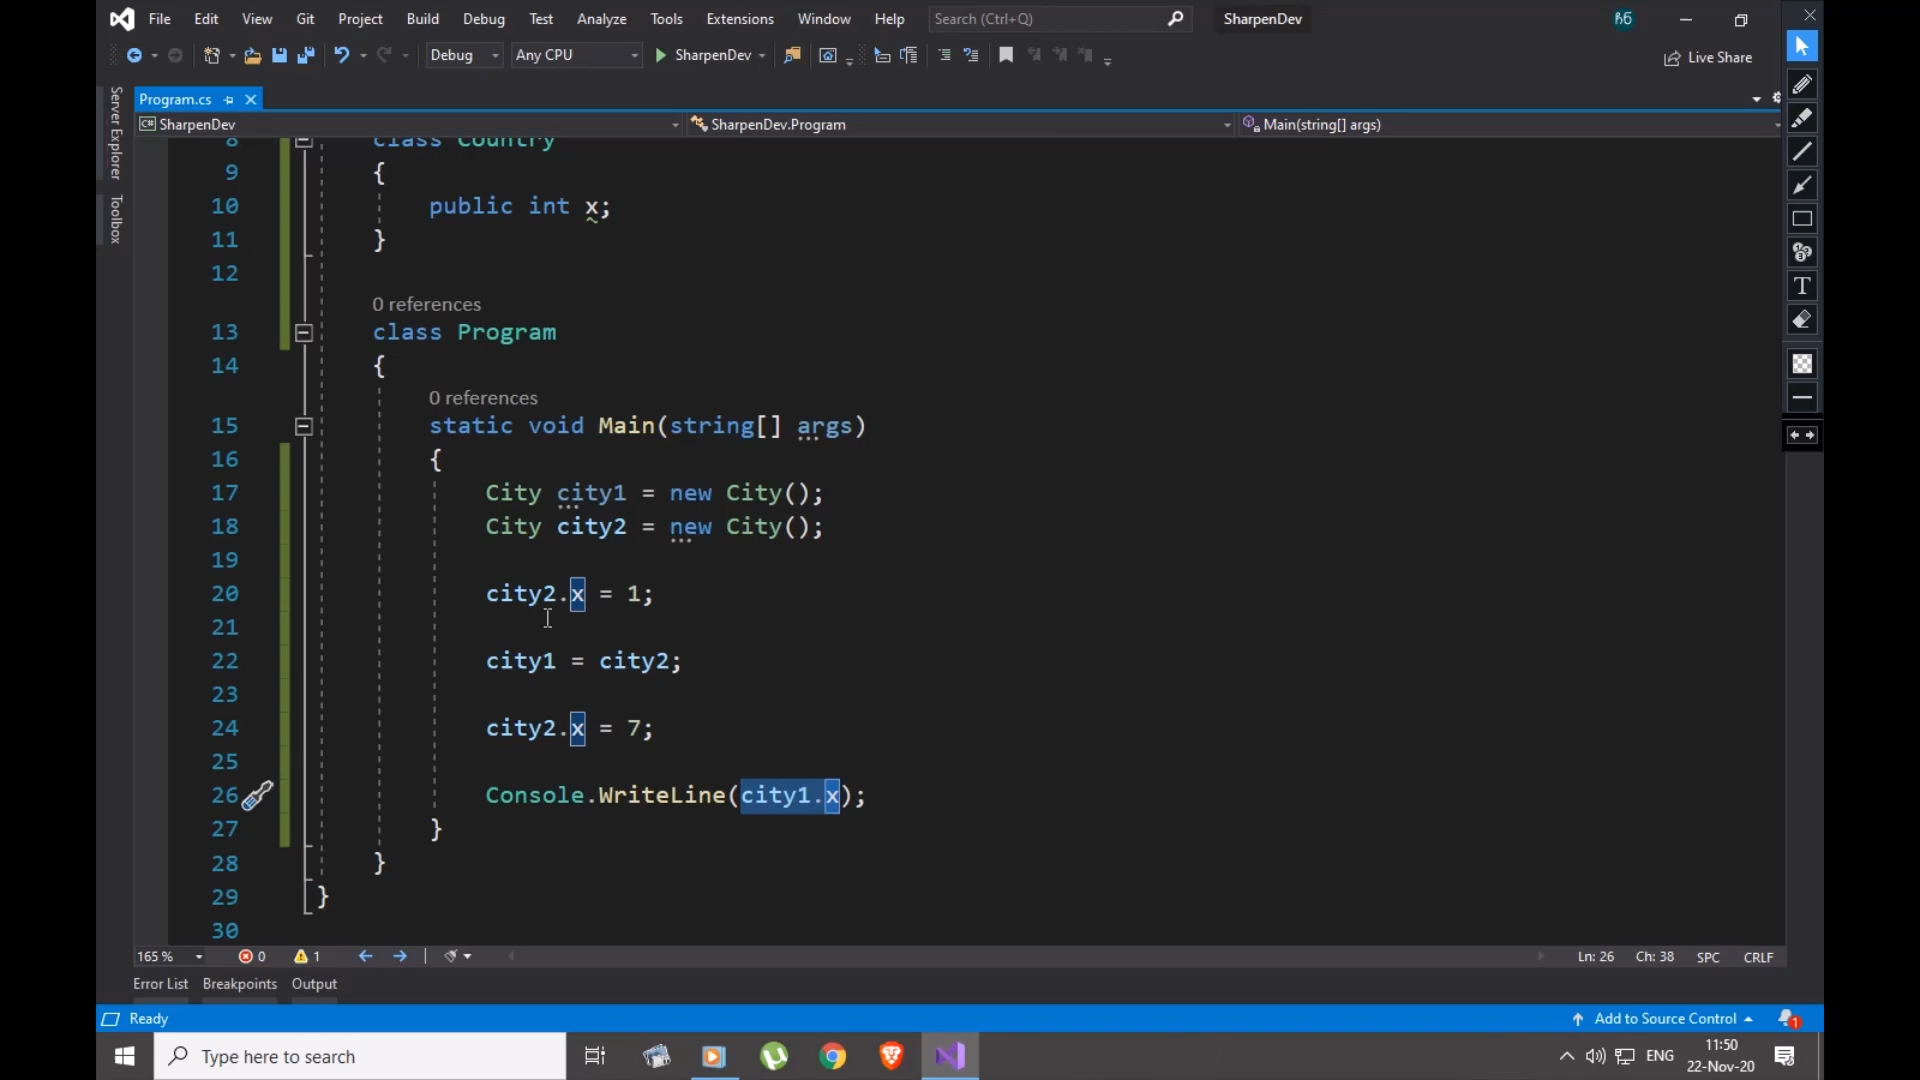 File Edit View Git Project Build Debug Test Analyze Tools Extensions Window Help Search (Ctrl+Q) SharpenDev
Debug Any CPU SharpenDev Live Share
Server Explorer
Toolbox
Program.cs
C# SharpenDev SharpenDev.Program Main(string[] args)
8 class Country
9 {
10 public int x;
11 }
12
0 references
13 class Program
14 {
0 references
15 static void Main(string[] args)
16 {
17 City city1 = new City();
18 City city2 = new City();
19
20 city2.x = 1;
21
22 city1 = city2;
23
24 city2.x = 7;
25
26 Console.WriteLine(city1.x);
27 }
28 }
29 }
30
165 % 0 1 Ln: 26 Ch: 38 SPC CRLF
Error List Breakpoints Output
Ready Add to Source Control 1
Type here to search ENG 11:50
22-Nov-20